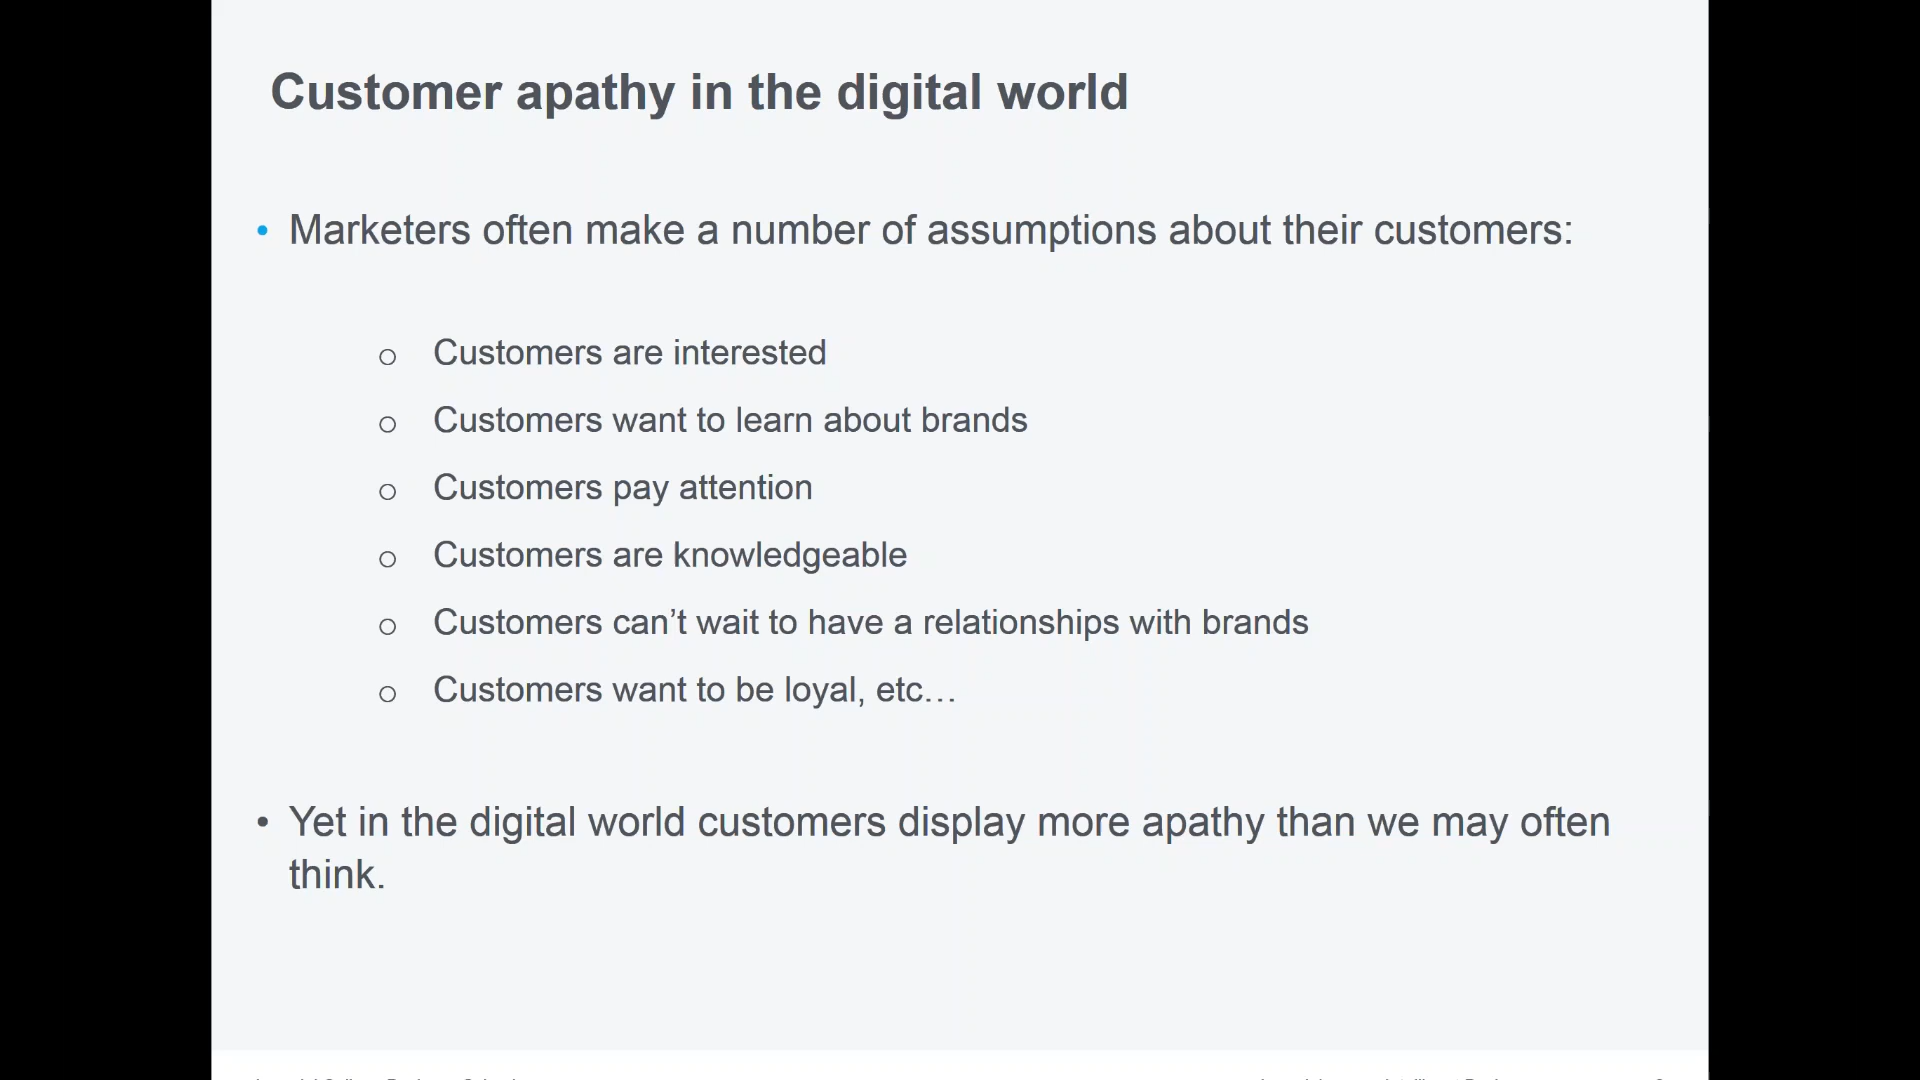 Customer apathy in the digital world
• Marketers often make a number of assumptions about their customers:
o Customers are interested
o Customers want to learn about brands
o Customers pay attention
o Customers are knowledgeable
o Customers can’t wait to have a relationships with brands
o Customers want to be loyal, etc…
• Yet in the digital world customers display more apathy than we may often
think.